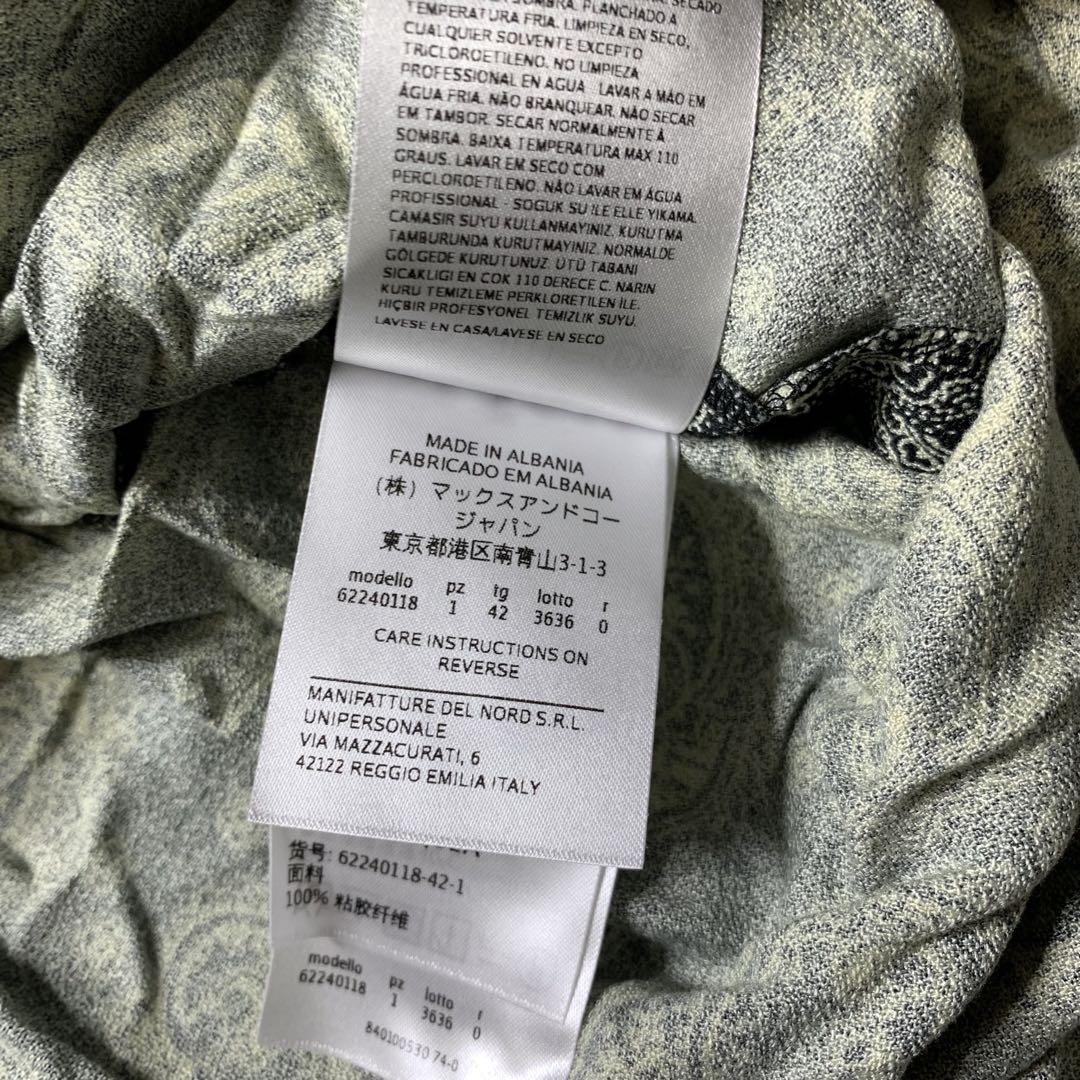 SOMBRA. PLANCHADO A
TEMPERATURA FRIA. LIMPIEZA EN SECO,
CUALQUIER SOLVENTE EXCEPTO
TRICLOROETILENO. NO LIMPIEZA
PROFESSIONAL EN AGUA LAVAR A MÃO EM
ÁGUA FRIA. NÃO BRANQUEAR. NÃO SECAR
EM TAMBOR. SECAR NORMALMENTE À
SOMBRA. BAIXA TEMPERATURA MAX 110
GRAUS. LAVAR EM SECO COM
PERCLOROETILENO. NÃO LAVAR EM ÁGUA
PROFISSIONAL - SOGUK SU ILE ELLE YIKAMA.
CAMASIR SUYU KULLANMAYINIZ. KURUTMA
TAMBURUNDA KURUTMAYINIZ. NORMALDE
GÖLGEDE KURUTUNUZ. ÜTÜ TABANI
SICAKLIGI EN COK 110 DERECE C. NARIN
KURU TEMIZLEME PERKLORETILEN ILE.
HIÇBIR PROFESYONEL TEMIZLIK SUYU.
LAVESE EN CASA/LAVESE EN SECO
MADE IN ALBANIA
FABRICADO EM ALBANIA
(株) マックスアンドコー
ジャパン
東京都港区南青山3-1-3
modello pz tg lotto r
62240118 1 42 3636 0
CARE INSTRUCTIONS ON
REVERSE
MANIFATTURE DEL NORD S.R.L.
UNIPERSONALE
VIA MAZZACURATI, 6
42122 REGGIO EMILIA ITALY
货号: 62240118-42-1
面料
100% 粘胶纤维
modello pz lotto r
62240118 1 3636 0
840100530 74-0